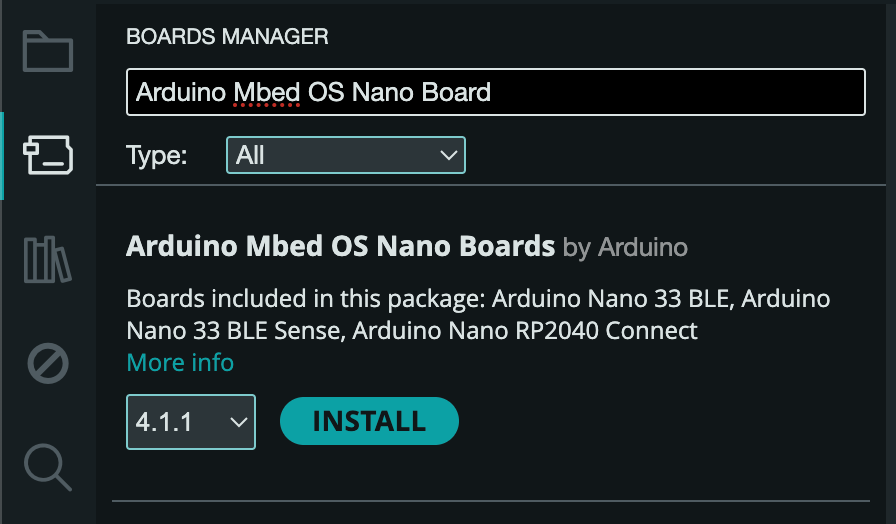 BOARDS MANAGER
Arduino Mbed OS Nano Board
Type: All
Arduino Mbed OS Nano Boards by Arduino
Boards included in this package: Arduino Nano 33 BLE, Arduino
Nano 33 BLE Sense, Arduino Nano RP2040 Connect
More info
4.1.1 INSTALL